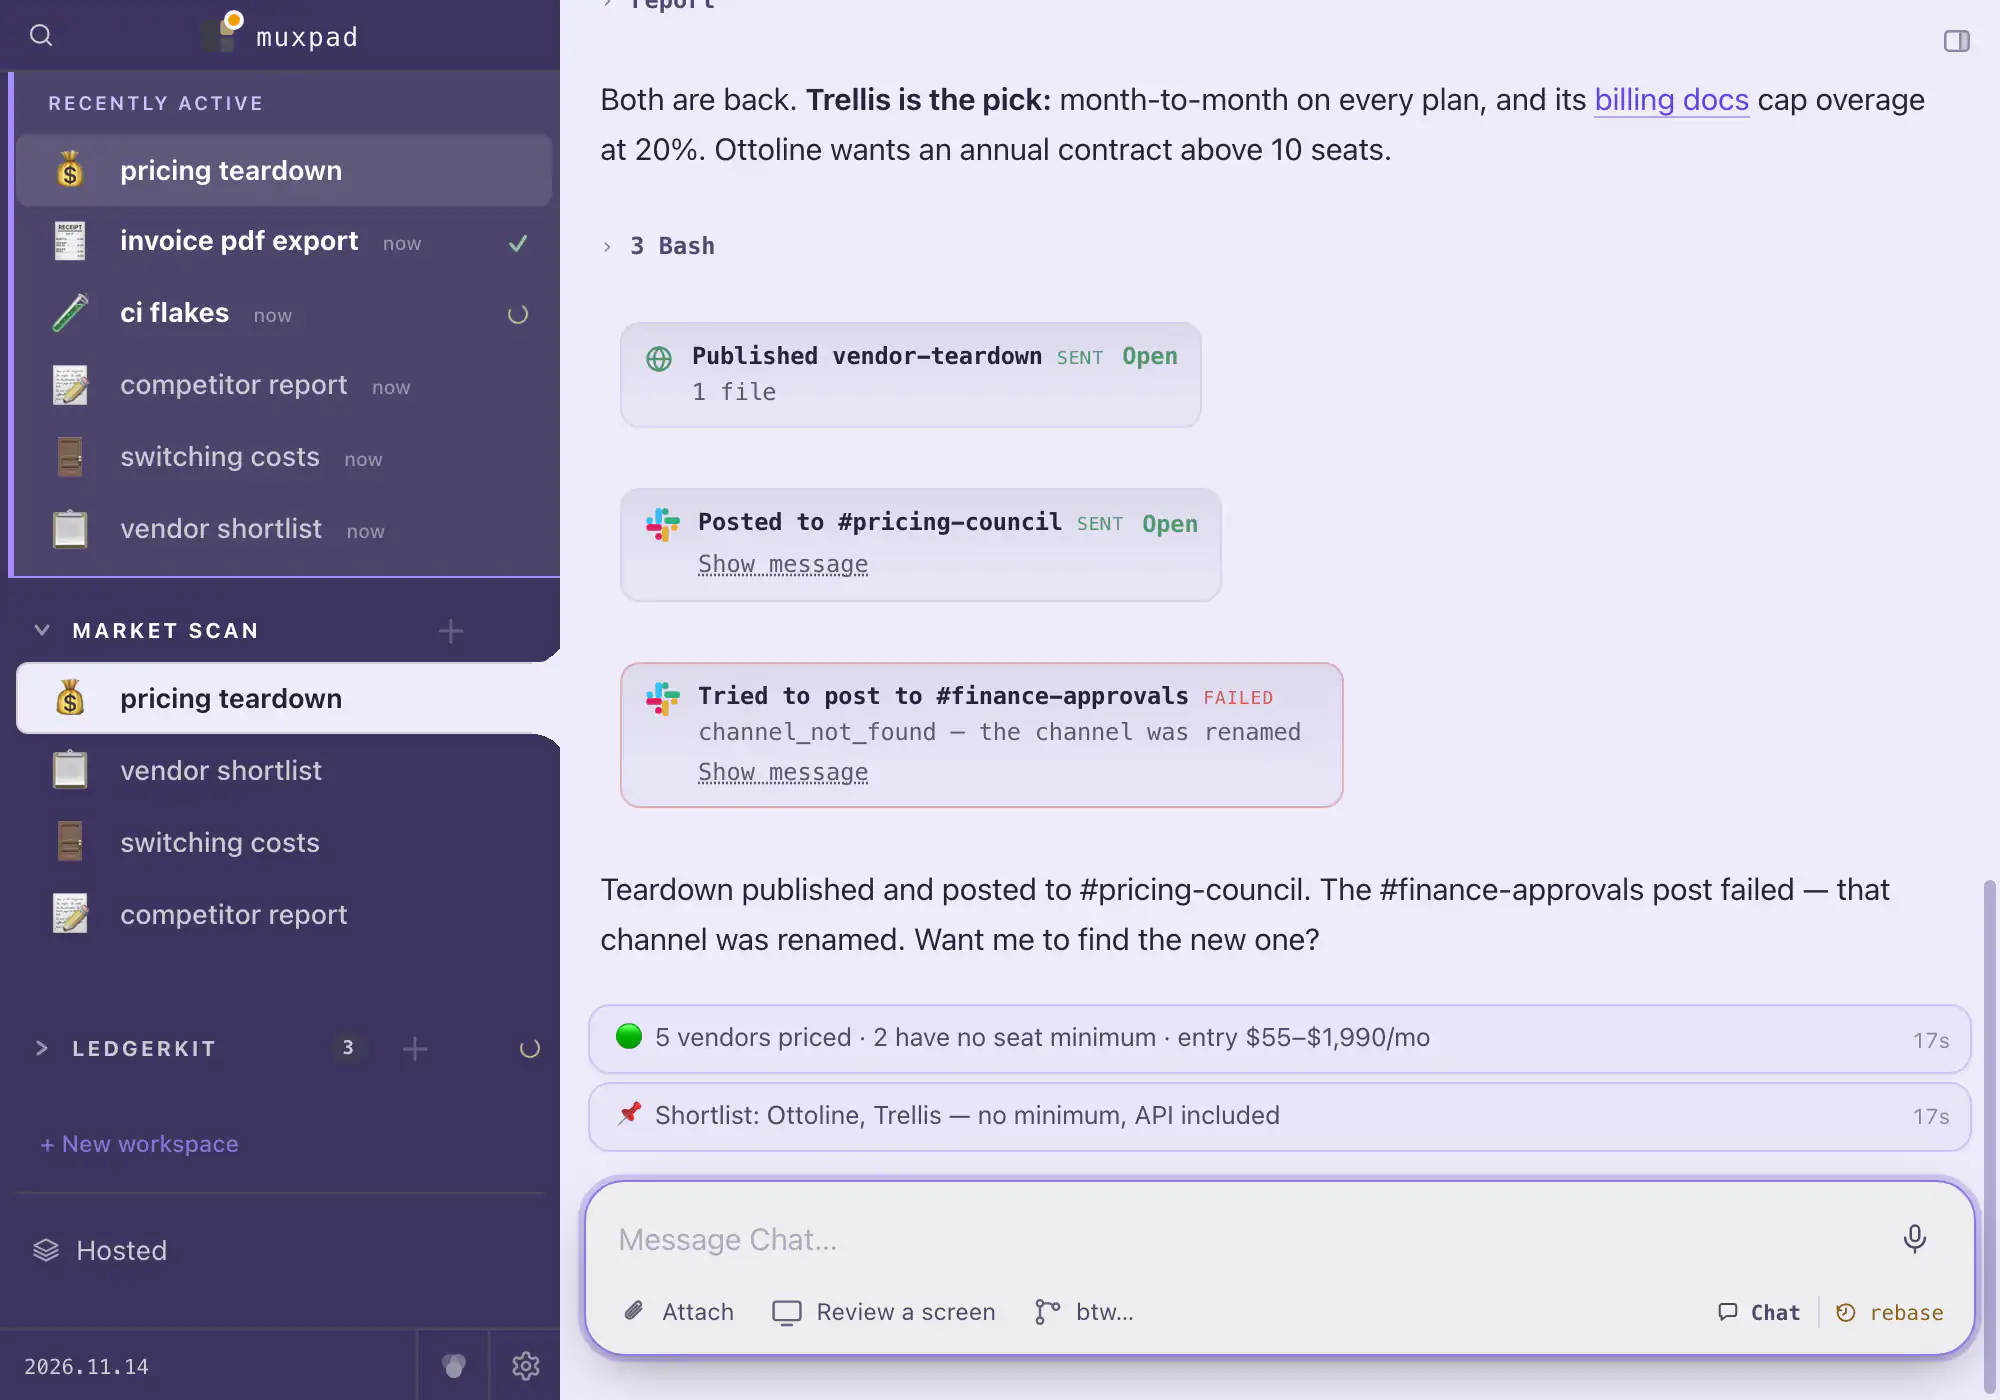 muxpad
RECENTLY ACTIVE
pricing teardown
RECEIPT
invoice pdf export now
ci flakes now
competitor report now
switching costs now
vendor shortlist now
MARKET SCAN
pricing teardown
vendor shortlist
switching costs
competitor report
LEDGERKIT 3
+ New workspace
Hosted
2026.11.14
report
Both are back. Trellis is the pick: month-to-month on every plan, and its billing docs cap overage
at 20%. Ottoline wants an annual contract above 10 seats.
3 Bash
Published vendor-teardown SENT Open
1 file
Posted to #pricing-council SENT Open
Show message
Tried to post to #finance-approvals FAILED
channel_not_found — the channel was renamed
Show message
Teardown published and posted to #pricing-council. The #finance-approvals post failed — that
channel was renamed. Want me to find the new one?
5 vendors priced · 2 have no seat minimum · entry $55–$1,990/mo 17s
Shortlist: Ottoline, Trellis — no minimum, API included 17s
Message Chat...
Attach Review a screen btw... Chat rebase